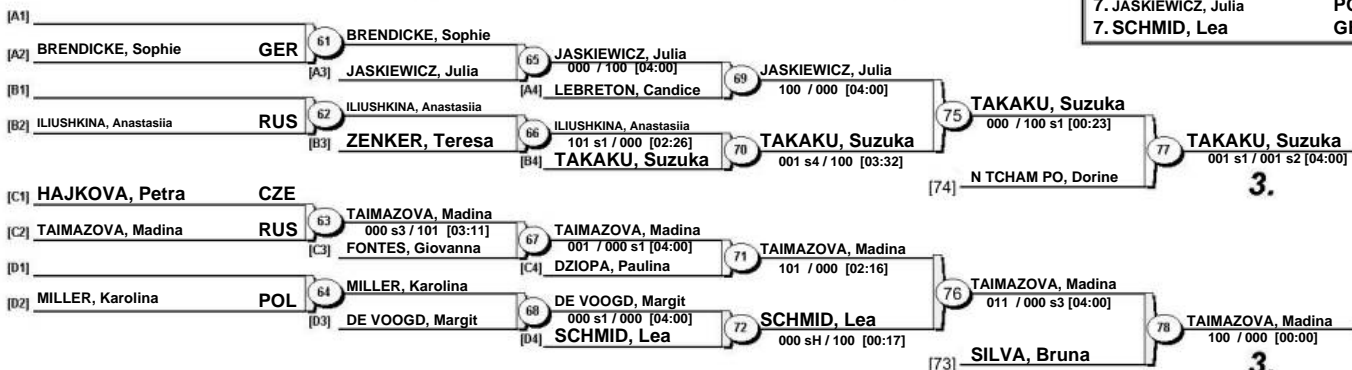 7. JASKIEWICZ, Julia
7. SCHMID, Lea
[A1]
[A2] BRENDICKE, Sophie GER
61
BRENDICKE, Sophie
[A3] JASKIEWICZ, Julia
65
JASKIEWICZ, Julia
000 / 100 [04:00]
[A4] LEBRETON, Candice
69
JASKIEWICZ, Julia
100 / 000 [04:00]
[B1]
[B2] ILIUSHKINA, Anastasiia RUS
62
ILIUSHKINA, Anastasiia
[B3] ZENKER, Teresa
66
ILIUSHKINA, Anastasiia
101 s1 / 000 [02:26]
[B4] TAKAKU, Suzuka
70
TAKAKU, Suzuka
001 s4 / 100 [03:32]
75
TAKAKU, Suzuka
000 / 100 s1 [00:23]
[74] N TCHAM PO, Dorine
77
TAKAKU, Suzuka
001 s1 / 001 s2 [04:00]
3.
[C1] HAJKOVA, Petra CZE
[C2] TAIMAZOVA, Madina RUS
63
TAIMAZOVA, Madina
000 s3 / 101 [03:11]
[C3] FONTES, Giovanna
67
TAIMAZOVA, Madina
001 / 000 s1 [04:00]
[C4] DZIOPA, Paulina
71
TAIMAZOVA, Madina
101 / 000 [02:16]
[D1]
[D2] MILLER, Karolina POL
64
MILLER, Karolina
[D3] DE VOOGD, Margit
68
DE VOOGD, Margit
000 s1 / 000 [04:00]
[D4] SCHMID, Lea
72
SCHMID, Lea
000 sH / 100 [00:17]
76
TAIMAZOVA, Madina
011 / 000 s3 [04:00]
[73] SILVA, Bruna
78
TAIMAZOVA, Madina
100 / 000 [00:00]
3.